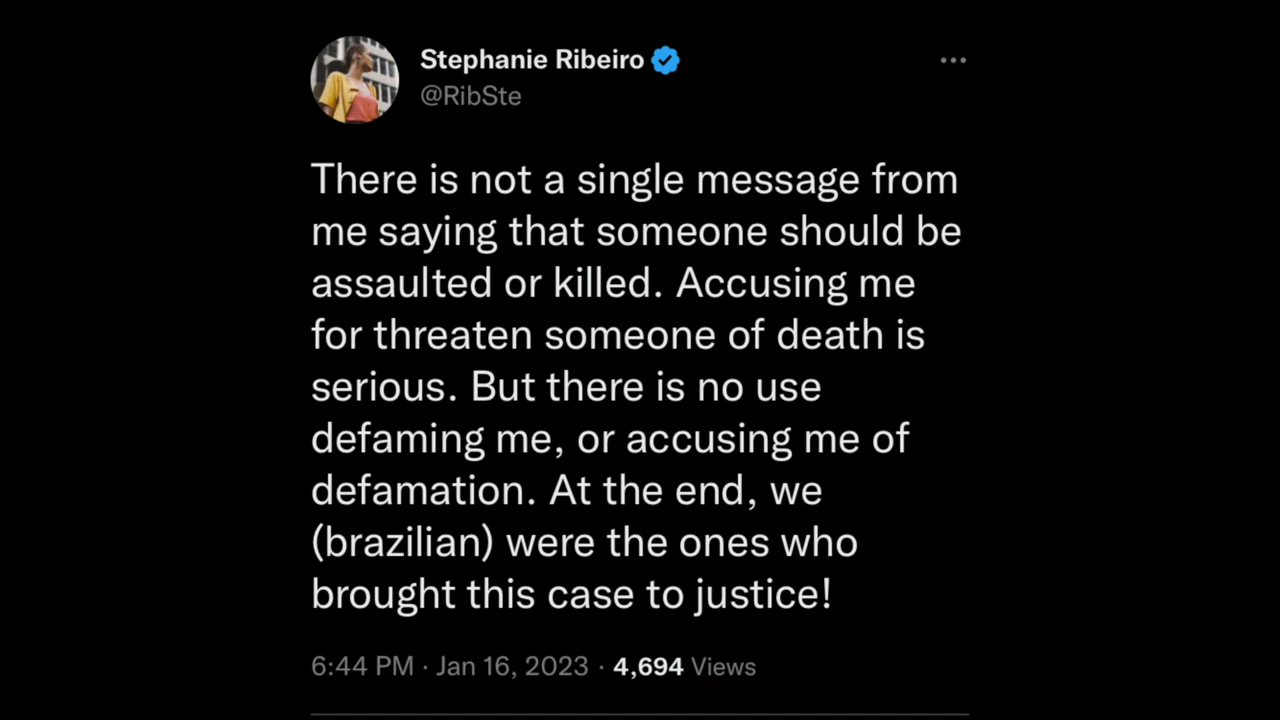 Stephanie Ribeiro
@RibSte
There is not a single message from
me saying that someone should be
assaulted or killed. Accusing me
for threaten someone of death is
serious. But there is no use
defaming me, or accusing me of
defamation. At the end, we
(brazilian) were the ones who
brought this case to justice!
6:44 PM · Jan 16, 2023 · 4,694 Views